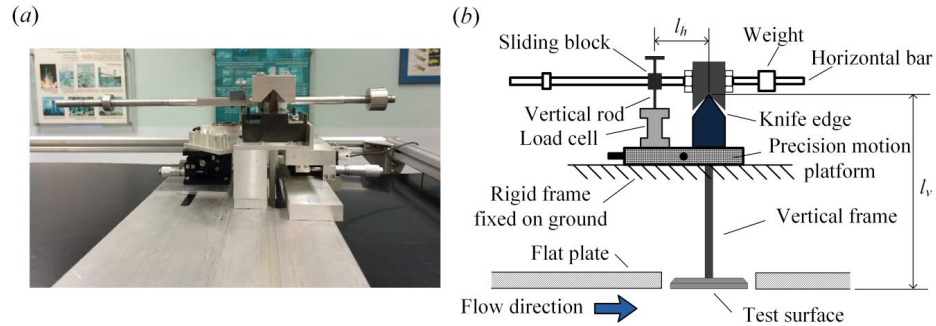 (a)
(b)
l_h
Sliding block
Weight
Horizontal bar
Vertical rod
Load cell
Knife edge
Precision motion
platform
Rigid frame
fixed on ground
l_v
Vertical frame
Flat plate
Flow direction
Test surface